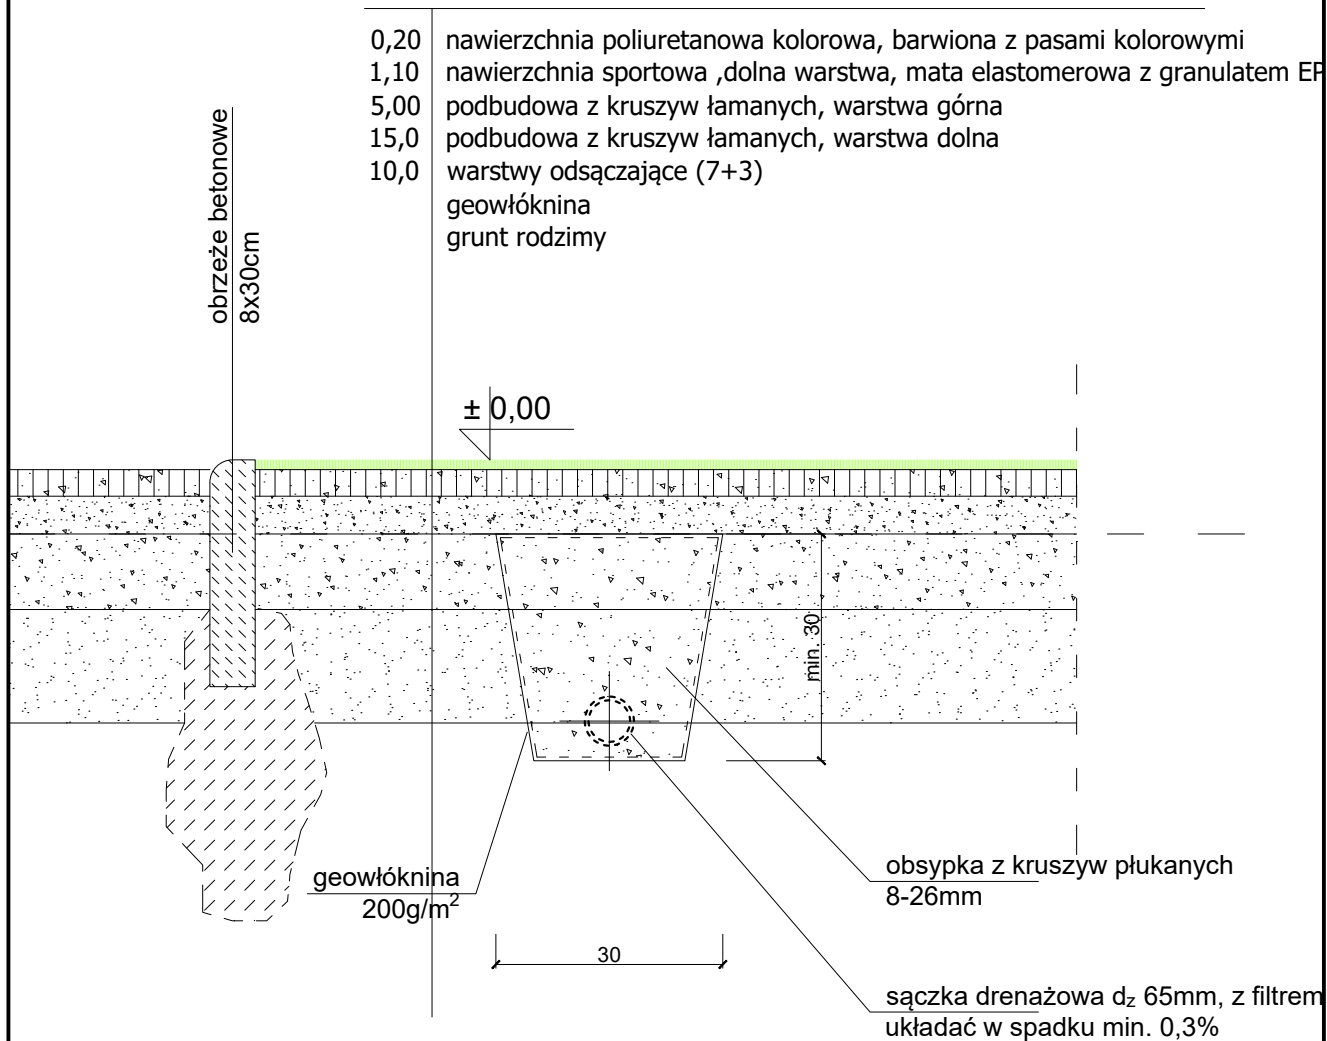 0,20 nawierzchnia poliuretanowa kolorowa, barwiona z pasami kolorowymi
1,10 nawierzchnia sportowa ,dolna warstwa, mata elastomerowa z granulatem EP
5,00 podbudowa z kruszyw łamanych, warstwa górna
15,0 podbudowa z kruszyw łamanych, warstwa dolna
10,0 warstwy odsączające (7+3)
geowłóknina
grunt rodzimy
obrzeże betonowe
8x30cm
± 0,00
min. 30
geowłóknina
200g/m²
obsypka z kruszyw płukanych
8-26mm
30
sączka drenażowa dz 65mm, z filtrem
układać w spadku min. 0,3%